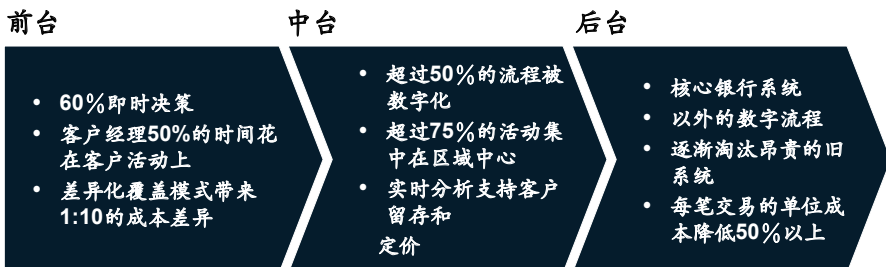 前台
• 60%即时决策
• 客户经理50%的时间花
在客户活动上
• 差异化覆盖模式带来
1:10的成本差异
中台
• 超过50%的流程被
数字化
• 超过75%的活动集
中在区域中心
• 实时分析支持客户
留存和
定价
后台
• 核心银行系统
• 以外的数字流程
• 逐渐淘汰昂贵的旧
系统
• 每笔交易的单位成
本降低50%以上